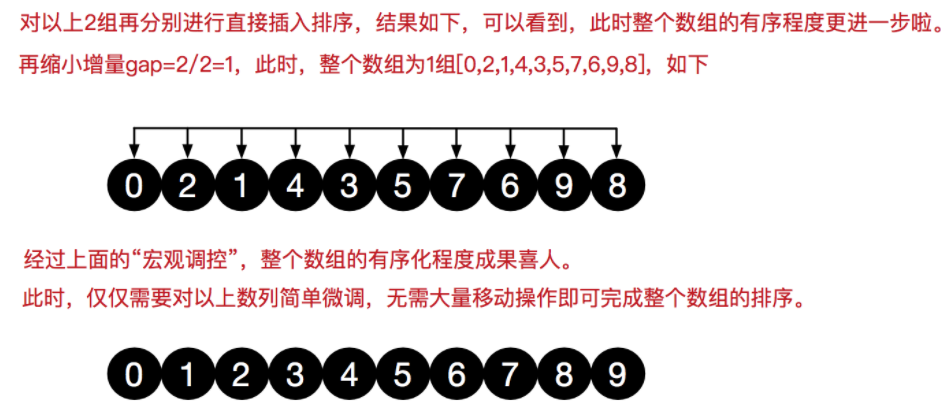 对以上2组再分别进行直接插入排序，结果如下，可以看到，此时整个数组的有序程度更进一步啦。
再缩小增量gap=2/2=1，此时，整个数组为1组[0,2,1,4,3,5,7,6,9,8]，如下
0 2 1 4 3 5 7 6 9 8
经过上面的“宏观调控”，整个数组的有序化程度成果喜人。
此时，仅仅需要对以上数列简单微调，无需大量移动操作即可完成整个数组的排序。
0 1 2 3 4 5 6 7 8 9